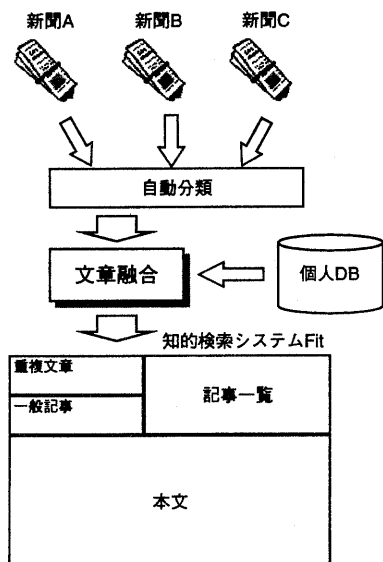 新聞A 新聞B 新聞C
自動分類
文章融合
個人DB
知的検索システムFit
重複文章
一般記事
記事一覧
本文